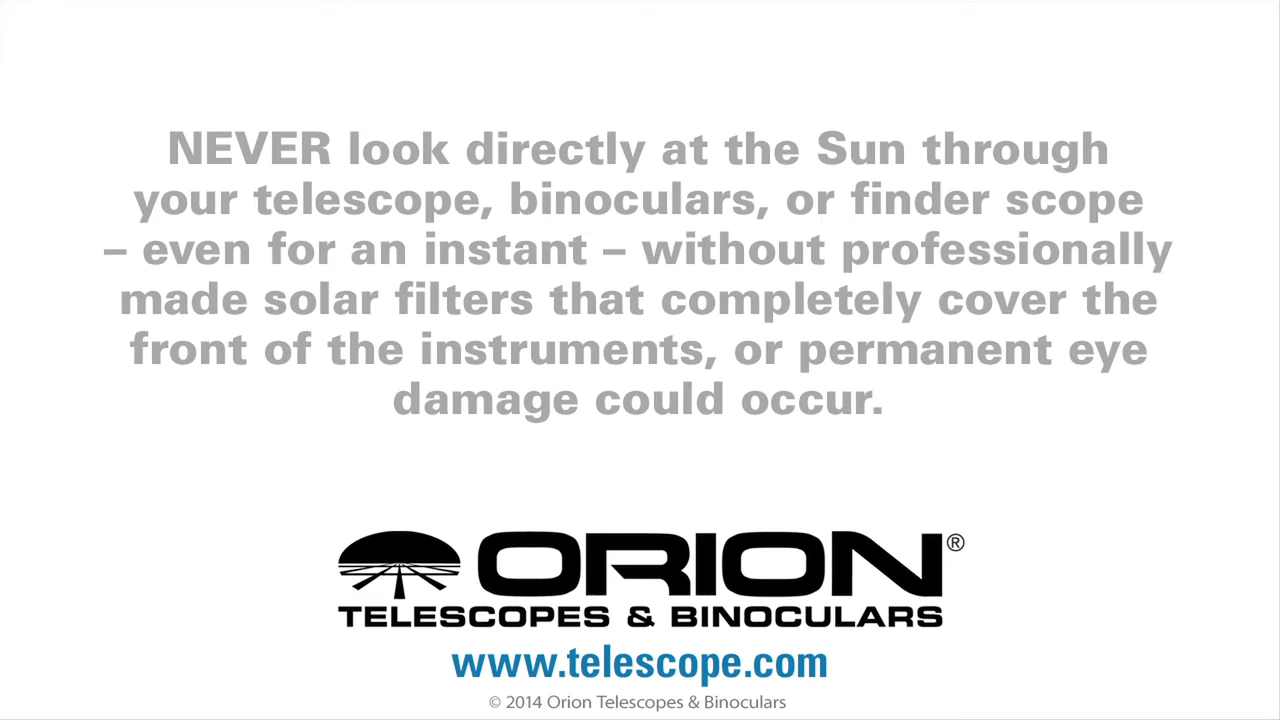 NEVER look directly at the Sun through
your telescope, binoculars, or finder scope
– even for an instant – without professionally
made solar filters that completely cover the
front of the instruments, or permanent eye
damage could occur.
ORION®
TELESCOPES & BINOCULARS
www.telescope.com
© 2014 Orion Telescopes & Binoculars